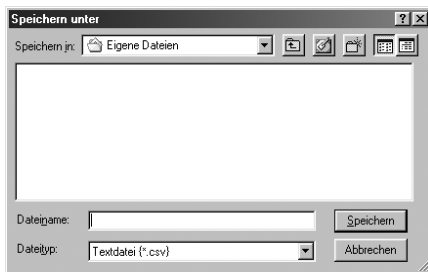 Speichern unter
Speichern in: Eigene Dateien
Dateiname: Speichern
Dateityp: Textdatei (*.csv) Abbrechen